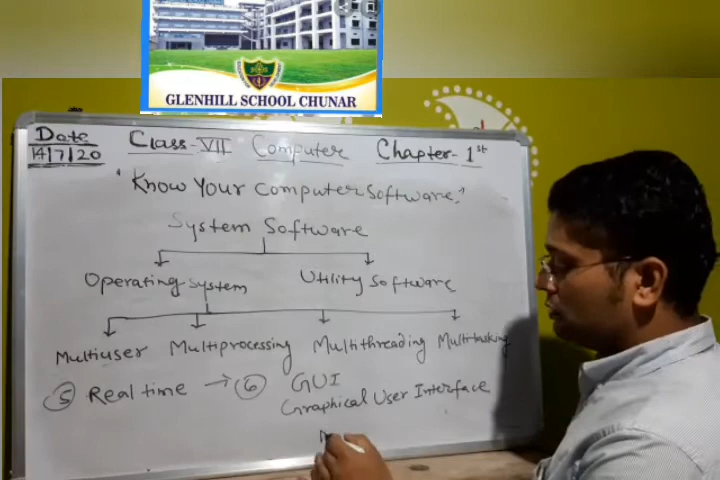 GLENHILL SCHOOL CHUNAR
Date Class-VII Computer Chapter-1st
14/7/20
"Know Your Computer Software."
System Software
Operating System Utility Software
Multiuser Multiprocessing Multithreading Multitasking
5 Real time → 6 GUI
Graphical User Interface